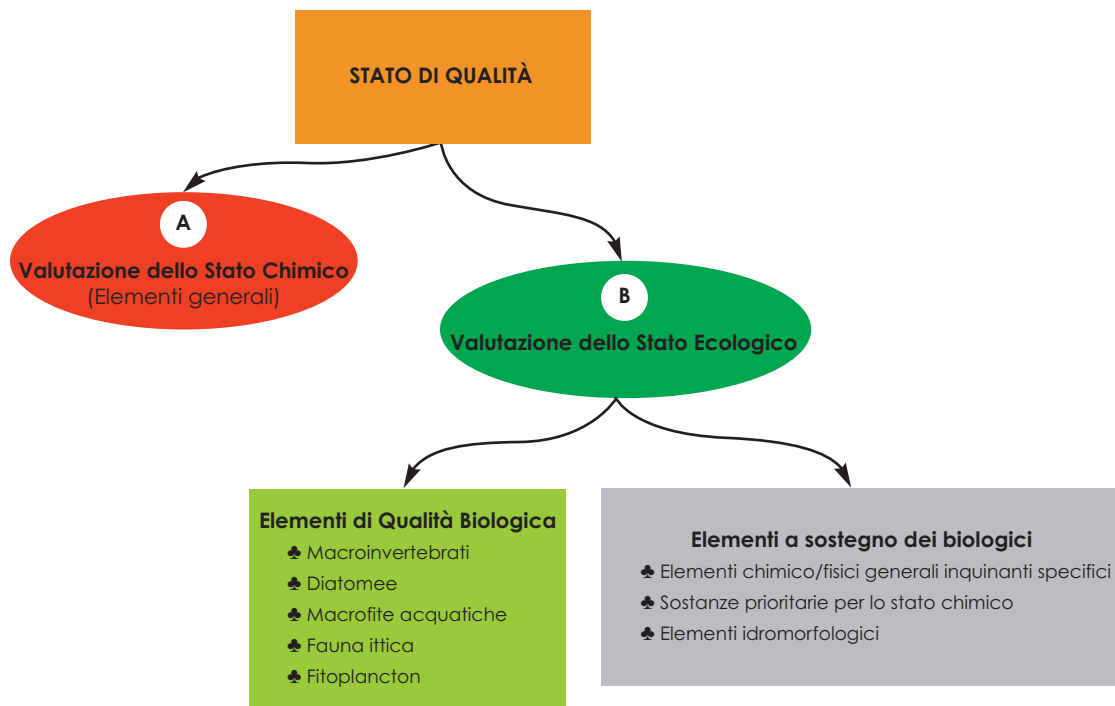 STATO DI QUALITÀ
A
Valutazione dello Stato Chimico
(Elementi generali)
B
Valutazione dello Stato Ecologico
Elementi di Qualità Biologica
♣ Macroinvertebrati
♣ Diatomee
♣ Macrofite acquatiche
♣ Fauna ittica
♣ Fitoplancton
Elementi a sostegno dei biologici
♣ Elementi chimico/fisici generali inquinanti specifici
♣ Sostanze prioritarie per lo stato chimico
♣ Elementi idromorfologici